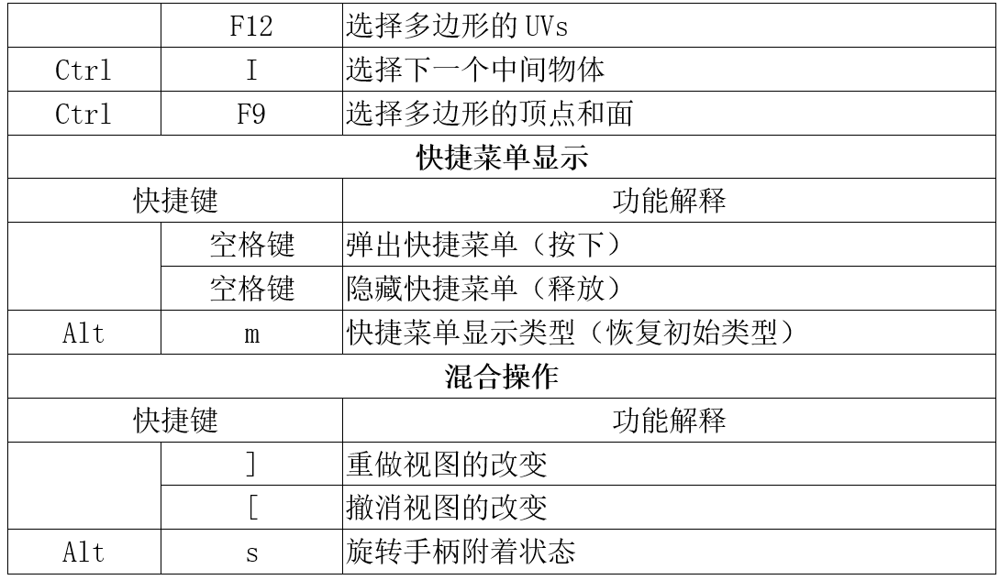 F12 选择多边形的 UVs
Ctrl I 选择下一个中间物体
Ctrl F9 选择多边形的顶点和面
快捷菜单显示
快捷键 功能解释
空格键 弹出快捷菜单（按下）
空格键 隐藏快捷菜单（释放）
Alt m 快捷菜单显示类型（恢复初始类型）
混合操作
快捷键 功能解释
] 重做视图的改变
[ 撤消视图的改变
Alt s 旋转手柄附着状态